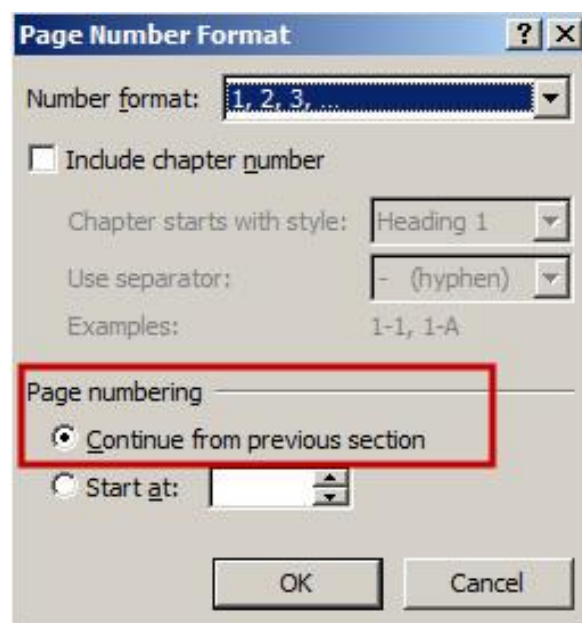 Page Number Format
Number format: 1, 2, 3, ...
Include chapter number
Chapter starts with style: Heading 1
Use separator: - (hyphen)
Examples: 1-1, 1-A
Page numbering
Continue from previous section
Start at:
OK Cancel